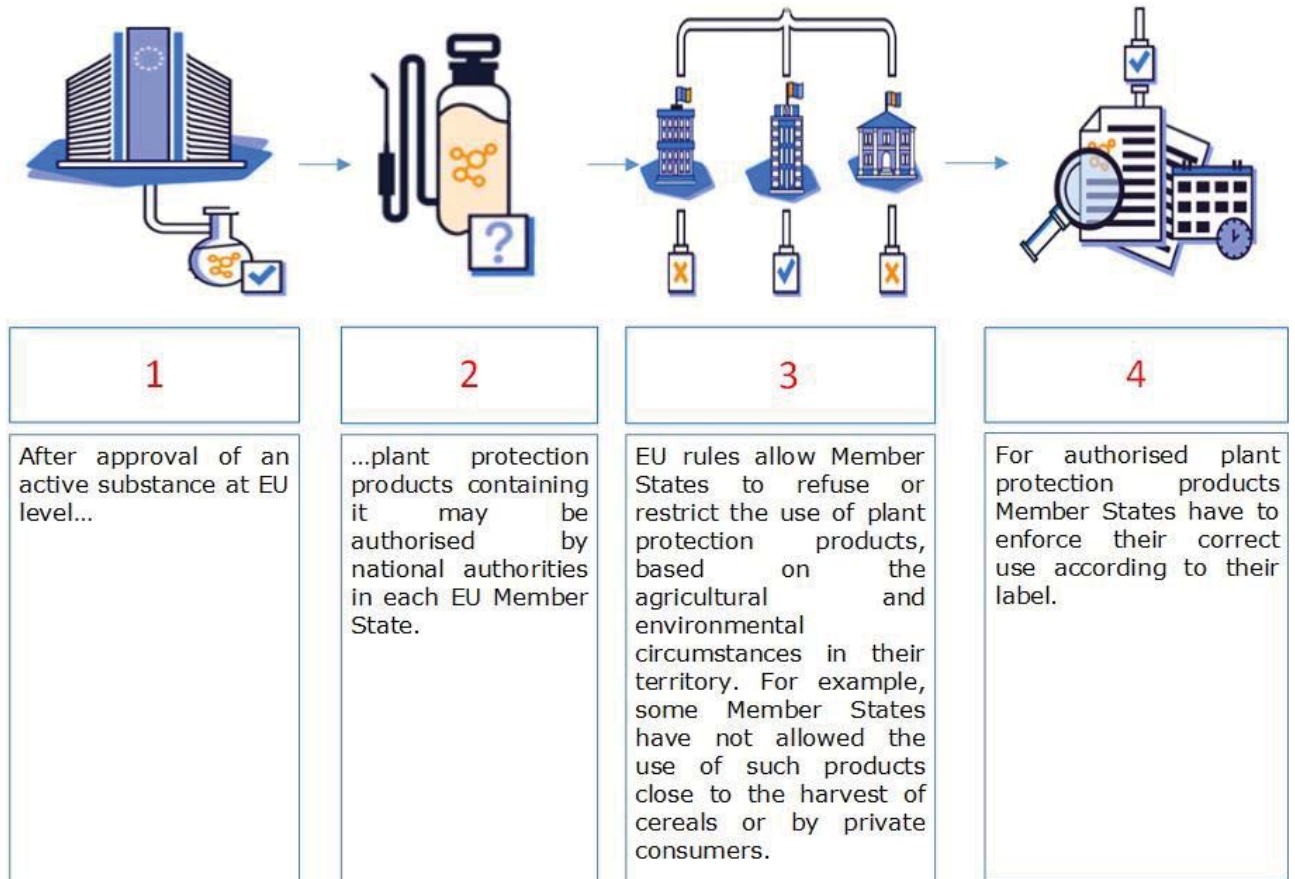 ?
1
2
3
4
After approval of an
active substance at EU
level...
...plant protection
products containing
it may be
authorised by
national authorities
in each EU Member
State.
EU rules allow Member
States to refuse or
restrict the use of plant
protection products,
based on the
agricultural and
environmental
circumstances in their
territory. For example,
some Member States
have not allowed the
use of such products
close to the harvest of
cereals or by private
consumers.
For authorised plant
protection products
Member States have to
enforce their correct
use according to their
label.